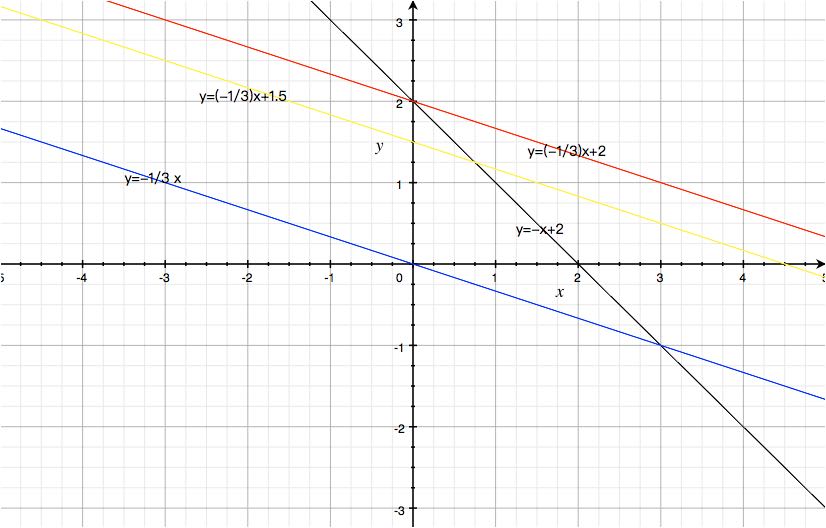 3
y=(−1/3)x+1.5
2
y
y=(−1/3)x+2
y=−1/3 x
1
y=−x+2
5 -4 -3 -2 -1 0 1 2 3 4 5
x
-1
-2
-3